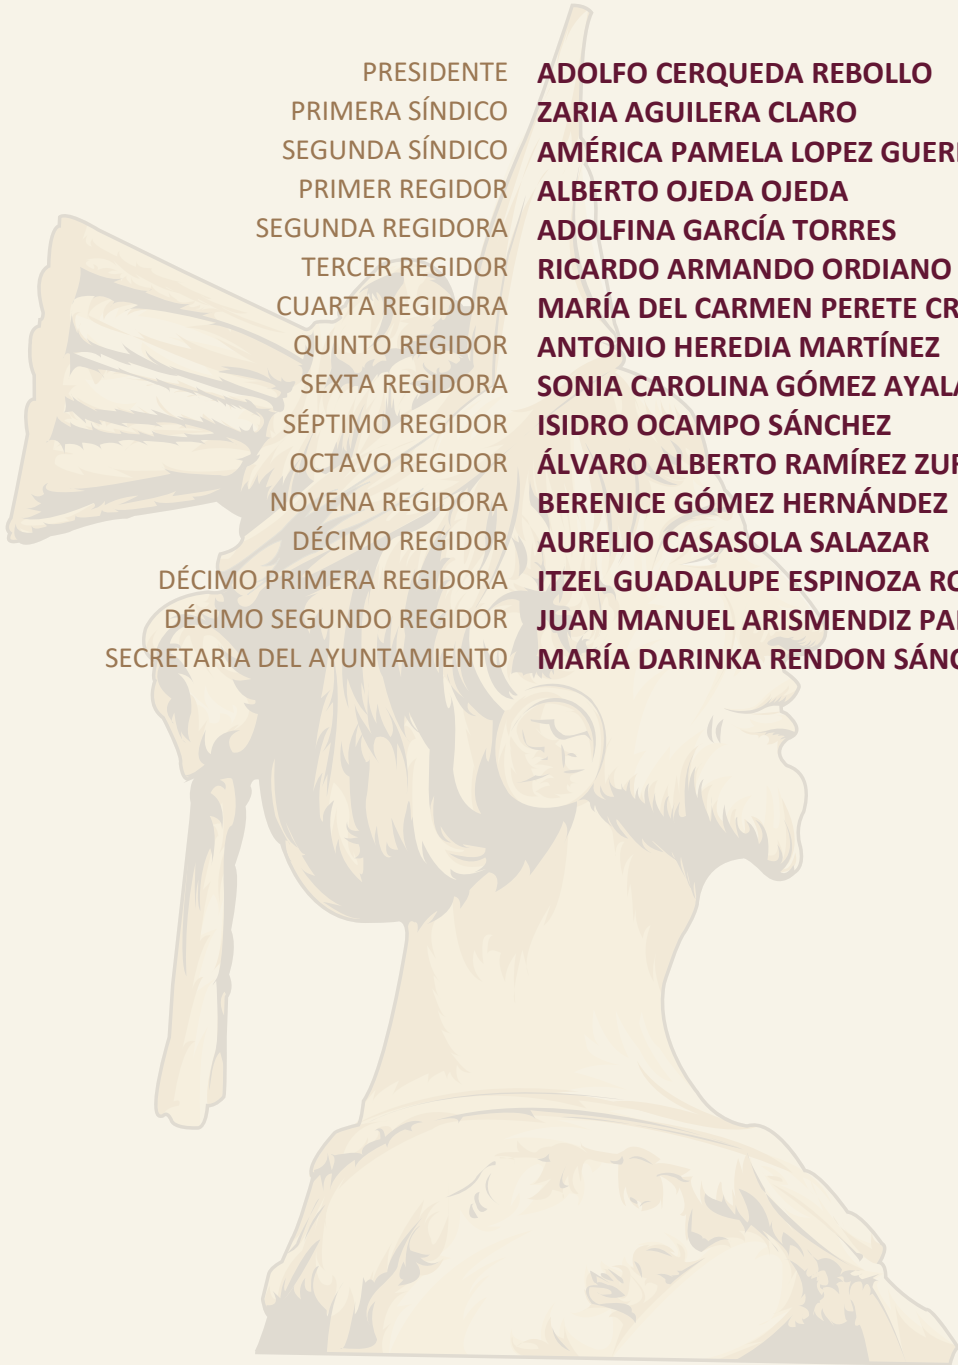 PRESIDENTE ADOLFO CERQUEDA REBOLLO
PRIMERA SÍNDICO ZARIA AGUILERA CLARO
SEGUNDA SÍNDICO AMÉRICA PAMELA LOPEZ
PRIMER REGIDOR ALBERTO OJEDA OJEDA
SEGUNDA REGIDORA ADOLFINA GARCÍA TORRES
TERCER REGIDOR RICARDO ARMANDO ORDIANO
CUARTA REGIDORA MARÍA DEL CARMEN PERETE
QUINTO REGIDOR ANTONIO HEREDIA MARTÍNEZ
SEXTA REGIDORA SONIA CAROLINA GÓMEZ AYALA
SÉPTIMO REGIDOR ISIDRO OCAMPO SÁNCHEZ
OCTAVO REGIDOR ÁLVARO ALBERTO RAMÍREZ
NOVENA REGIDORA BERENICE GÓMEZ HERNÁNDEZ
DÉCIMO REGIDOR AURELIO CASASOLA SALAZAR
DÉCIMO PRIMERA REGIDORA ITZEL GUADALUPE ESPINOZA
DÉCIMO SEGUNDO REGIDOR JUAN MANUEL ARISMENDIZ
SECRETARIA DEL AYUNTAMIENTO MARÍA DARINKA RENDON